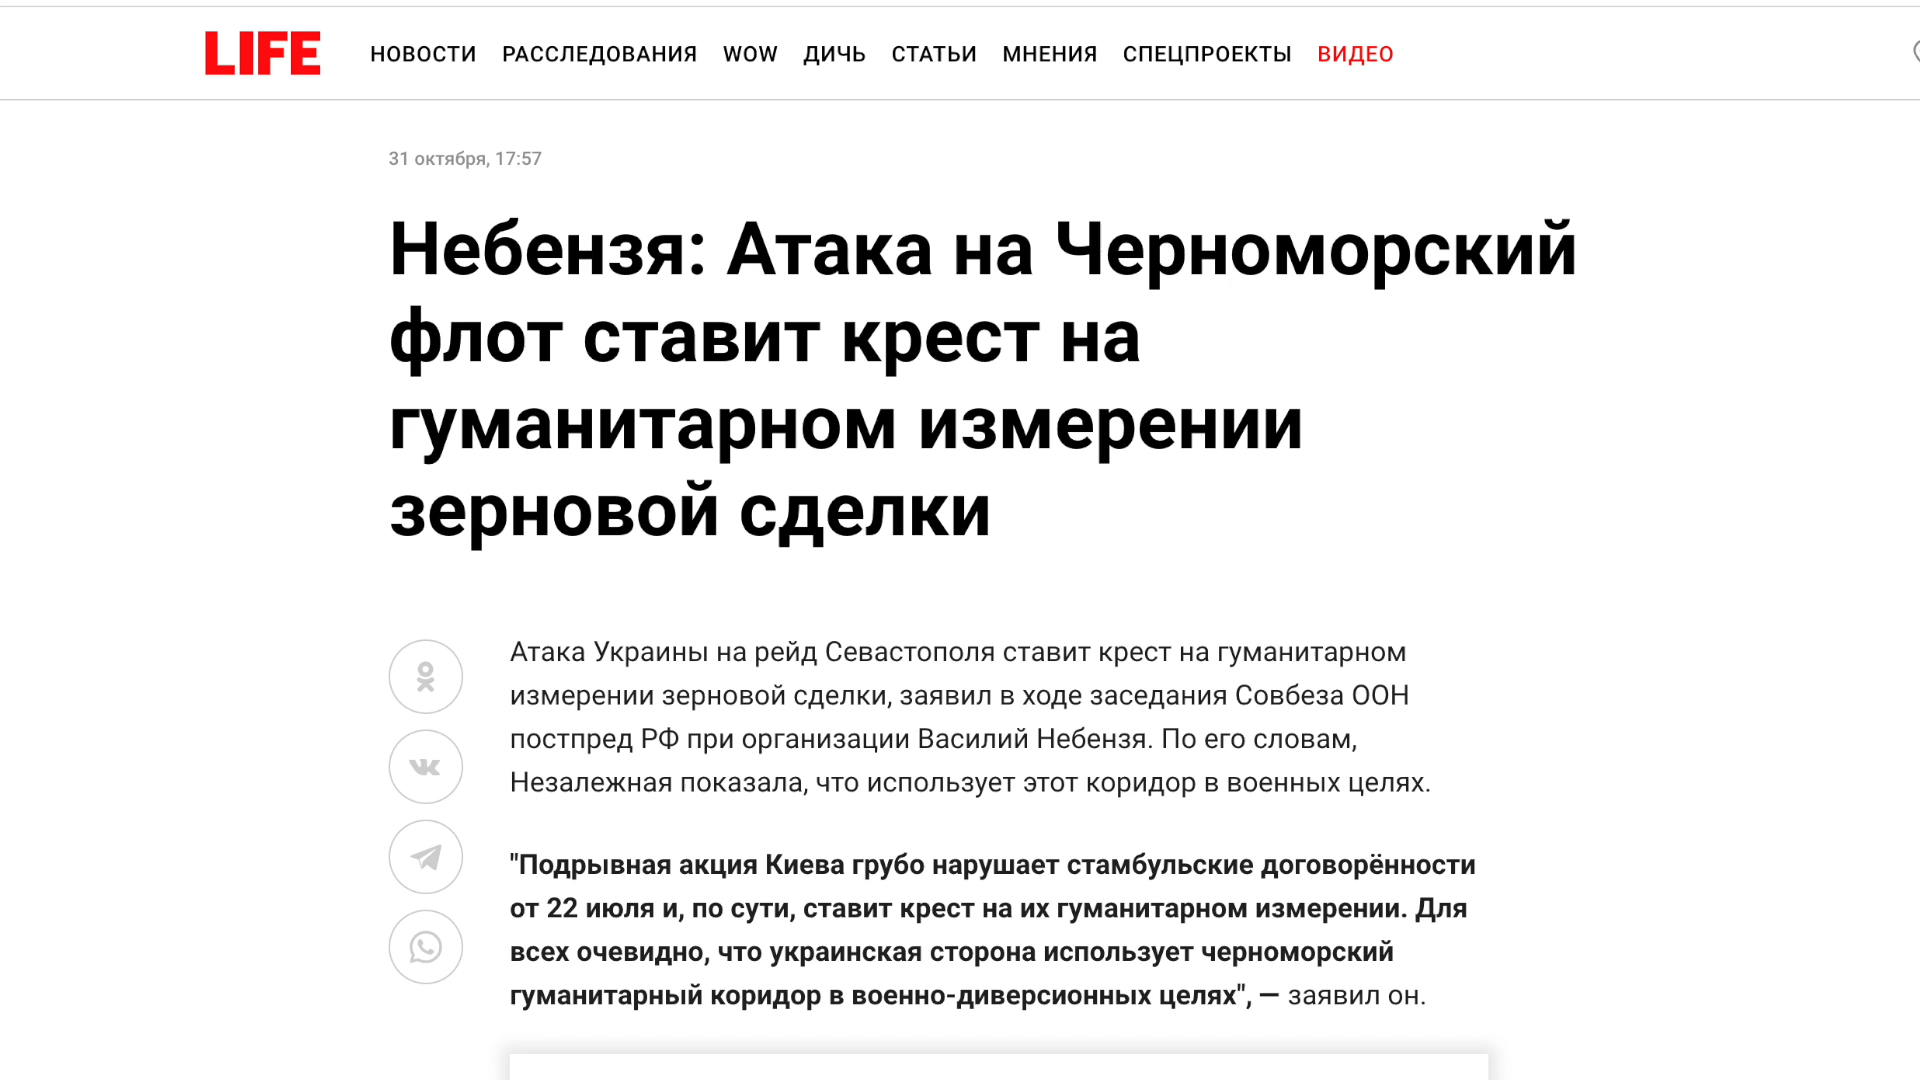 LIFE НОВОСТИ РАССЛЕДОВАНИЯ WOW ДИЧЬ СТАТЬИ МНЕНИЯ СПЕЦПРОЕКТЫ ВИДЕО
31 октября, 17:57
Небензя: Атака на Черноморский
флот ставит крест на
гуманитарном измерении
зерновой сделки
Атака Украины на рейд Севастополя ставит крест на гуманитарном
измерении зерновой сделки, заявил в ходе заседания Совбеза ООН
постпред РФ при организации Василий Небензя. По его словам,
Незалежная показала, что использует этот коридор в военных целях.
"Подрывная акция Киева грубо нарушает стамбульские договорённости
от 22 июля и, по сути, ставит крест на их гуманитарном измерении. Для
всех очевидно, что украинская сторона использует черноморский
гуманитарный коридор в военно-диверсионных целях", — заявил он.